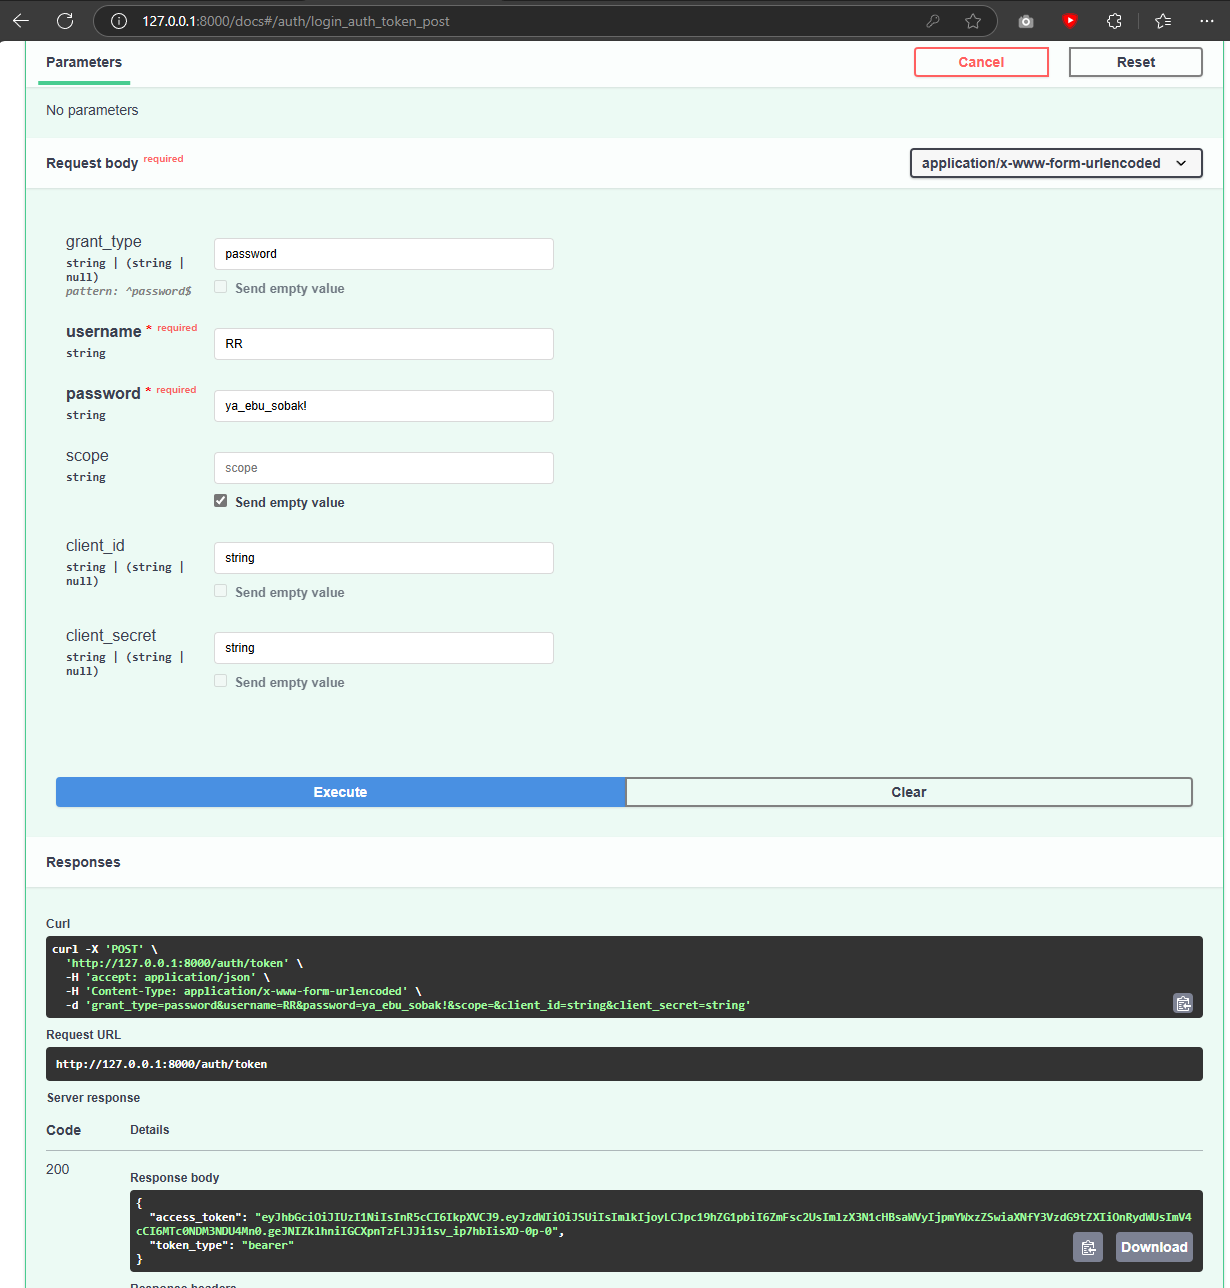 127.0.0.1:8000/docs#/auth/login_auth_token_post
Parameters
Cancel
Reset
No parameters
Request body required
application/x-www-form-urlencoded
grant_type
string | (string |
null)
pattern: ^password$
password
Send empty value
username * required
string
RR
password * required
string
ya_ebu_sobak!
scope
string
scope
Send empty value
client_id
string | (string |
null)
string
Send empty value
client_secret
string | (string |
null)
string
Send empty value
Execute
Clear
Responses
Curl
curl -X 'POST' \
'http://127.0.0.1:8000/auth/token' \
-H 'accept: application/json' \
-H 'Content-Type: application/x-www-form-urlencoded' \
-d 'grant_type=password&username=RR&password=ya_ebu_sobak!&scope=&client_id=string&client_secret=string'
Request URL
http://127.0.0.1:8000/auth/token
Server response
Code
Details
200
Response body
{
"access_token": "eyJhbGciOiJIUzI1NiIsInR5cCI6IkpXVCJ9.eyJzdWIiOiJSUiIsImlkIjoyLCJpc19hZG1pbiI6ZmFsc2UsImlzX3N1cHBsaWVyIjpmYWxzZSwiaXNfY3VzdG9tZXIiOnRydWUsImV4
cCI6MTc0NDM3NDU4Mn0.geJNIZklhniIGCXpnTzFLJJi1sv_ip7hbIisXD-0p-0",
"token_type": "bearer"
}
Download
Response headers